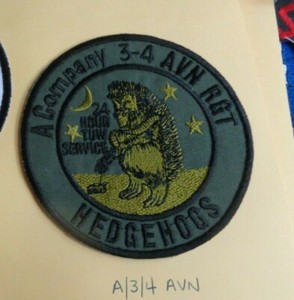 A Company 3-4 AVN RGT
24
HOUR
TOW
SERVICE
HEDGEHOGS
A/3/4 AVN